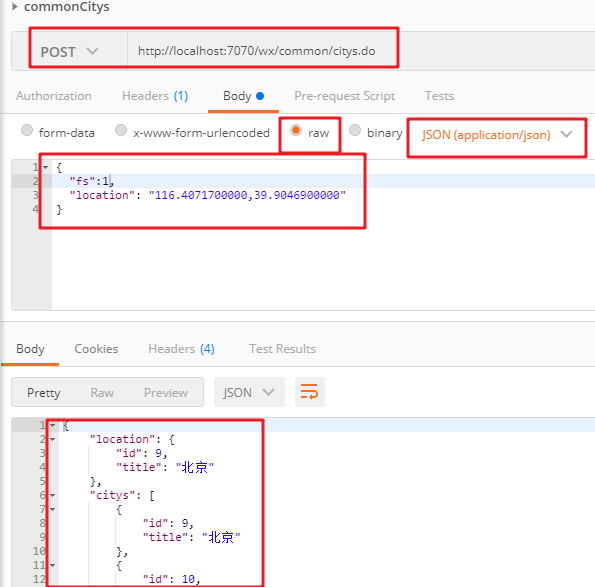 commonCitys
POST http://localhost:7070/wx/common/citys.do
Authorization Headers (1) Body Pre-request Script Tests
form-data x-www-form-urlencoded raw binary JSON (application/json)
1 {
2 "fs":1,
3 "location": "116.4071700000,39.9046900000"
4 }
Body Cookies Headers (4) Test Results
Pretty Raw Preview JSON
1 {
2 "location": {
3 "id": 9,
4 "title": "北京"
5 },
6 "citys": [
7 {
8 "id": 9,
9 "title": "北京"
10 },
11 {
12 "id": 10,